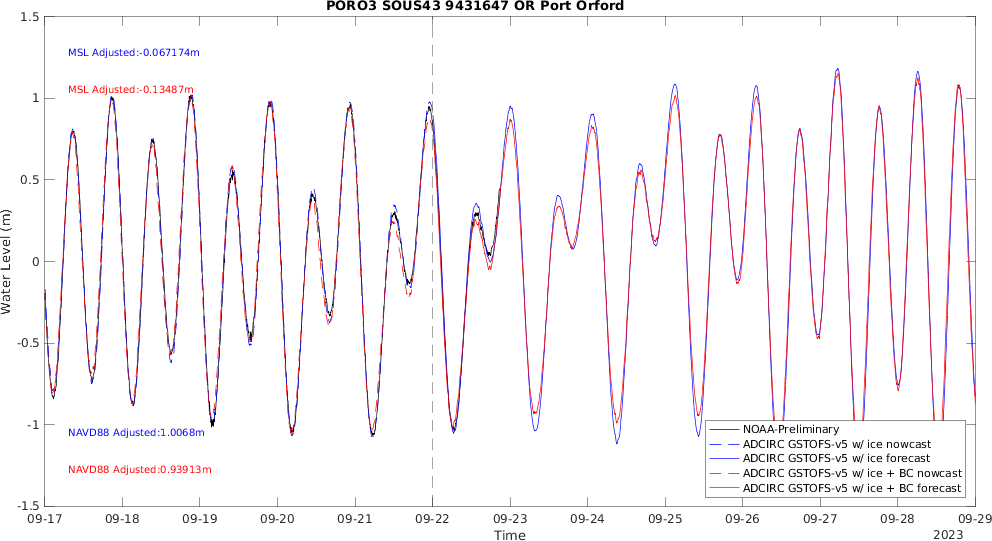 PORO3 SOUS43 9431647 OR Port Orford
1.5
1
0.5
0
-0.5
-1
-1.5
Water Level (m)
MSL Adjusted:-0.067174m
MSL Adjusted:-0.13487m
NAVD88 Adjusted:1.0068m
NAVD88 Adjusted:0.93913m
NOAA-Preliminary
ADCIRC GSTOFS-v5 w/ ice nowcast
ADCIRC GSTOFS-v5 w/ ice forecast
ADCIRC GSTOFS-v5 w/ ice + BC nowcast
ADCIRC GSTOFS-v5 w/ ice + BC forecast
09-17 09-18 09-19 09-20 09-21 09-22 09-23 09-24 09-25 09-26 09-27 09-28 09-29
Time
2023